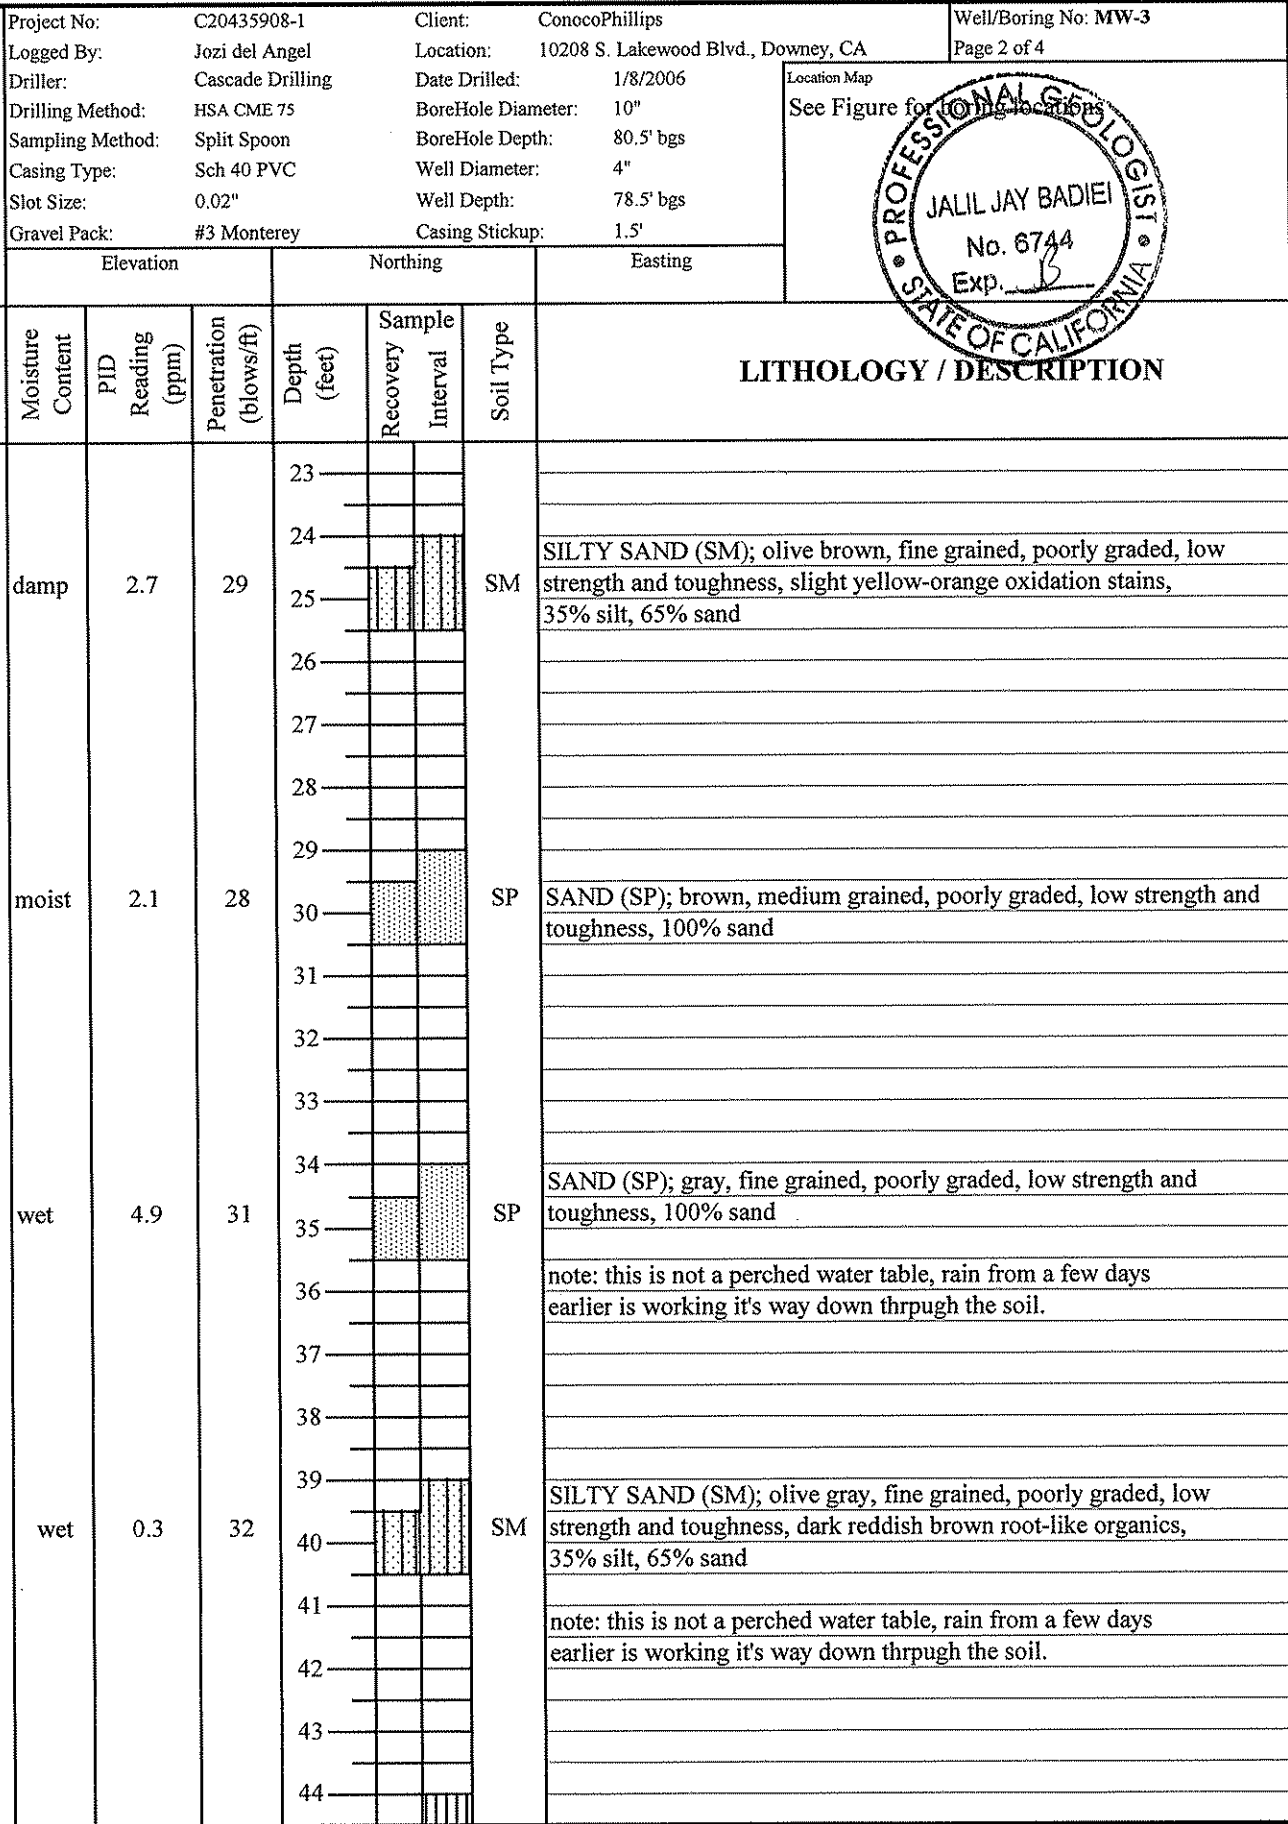 Project No: C20435908-1 Client: ConocoPhillips Well/Boring No: MW-3
Logged By: Jozi del Angel Location: 10208 S. Lakewood Blvd., Downey, CA Page 2 of 4
Driller: Cascade Drilling Date Drilled: 1/8/2006 Location Map
Drilling Method: HSA CME 75 BoreHole Diameter: 10" See Figure for boring locations
Sampling Method: Split Spoon BoreHole Depth: 80.5' bgs
Casing Type: Sch 40 PVC Well Diameter: 4"
Slot Size: 0.02" Well Depth: 78.5' bgs
Gravel Pack: #3 Monterey Casing Stickup: 1.5'
PROFESSIONAL GEOLOGIST
JALIL JAY BADIEI
No. 6744
Exp.
STATE OF CALIFORNIA
Elevation Northing Easting
Moisture Content
PID Reading (ppm)
Penetration (blows/ft)
Depth (feet)
Sample
Recovery
Interval
Soil Type
LITHOLOGY / DESCRIPTION
23
24
SILTY SAND (SM); olive brown, fine grained, poorly graded, low
damp 2.7 29 SM strength and toughness, slight yellow-orange oxidation stains,
25
35% silt, 65% sand
26
27
28
29
moist 2.1 28 SP SAND (SP); brown, medium grained, poorly graded, low strength and
30
toughness, 100% sand
31
32
33
34
SAND (SP); gray, fine grained, poorly graded, low strength and
wet 4.9 31 SP toughness, 100% sand
35
note: this is not a perched water table, rain from a few days
36
earlier is working it's way down thrpugh the soil.
37
38
39
SILTY SAND (SM); olive gray, fine grained, poorly graded, low
wet 0.3 32 SM strength and toughness, dark reddish brown root-like organics,
40
35% silt, 65% sand
41
note: this is not a perched water table, rain from a few days
earlier is working it's way down thrpugh the soil.
42
43
44